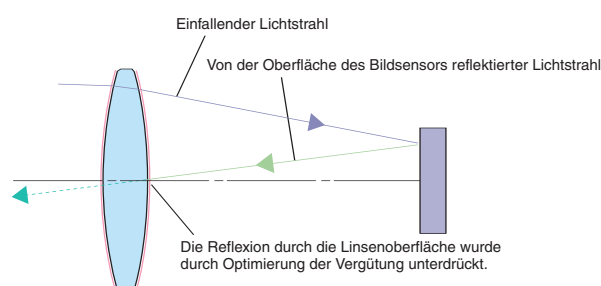 Einfallender Lichtstrahl
Von der Oberfläche des Bildsensors reflektierter Lichtstrahl
Die Reflexion durch die Linsenoberfläche wurde
durch Optimierung der Vergütung unterdrückt.